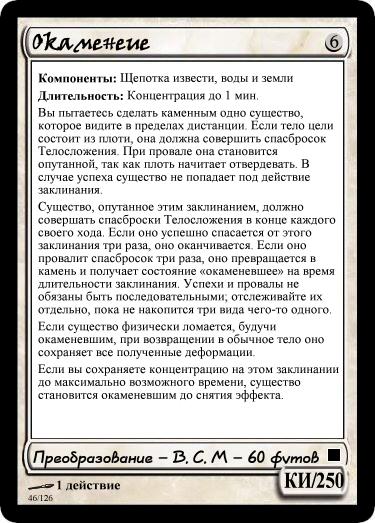 Окаменение 6
Компоненты: Щепотка извести, воды и земли
Длительность: Концентрация до 1 мин.
Вы пытаетесь сделать каменным одно существо,
которое видите в пределах дистанции. Если тело цели
состоит из плоти, она должна совершить спасбросок
Телосложения. При провале она становится
опутанной, так как плоть начитает отвердевать. В
случае успеха существо не попадает под действие
заклинания.
Существо, опутанное этим заклинанием, должно
совершать спасброски Телосложения в конце каждого
своего хода. Если оно успешно спасается от этого
заклинания три раза, оно оканчивается. Если оно
провалит спасбросок три раза, оно превращается в
камень и получает состояние «окаменевшее» на время
длительности заклинания. Успехи и провалы не
обязаны быть последовательными; отслеживайте их
отдельно, пока не накопится три вида чего-то одного.
Если существо физически ломается, будучи
окаменевшим, при возвращении в обычное тело оно
сохраняет все полученные деформации.
Если вы сохраняете концентрацию на этом заклинании
до максимально возможного времени, существо
становится окаменевшим до снятия эффекта.
Преобразование – В, С, М – 60 футов
КИ/250
1 действие
46/126